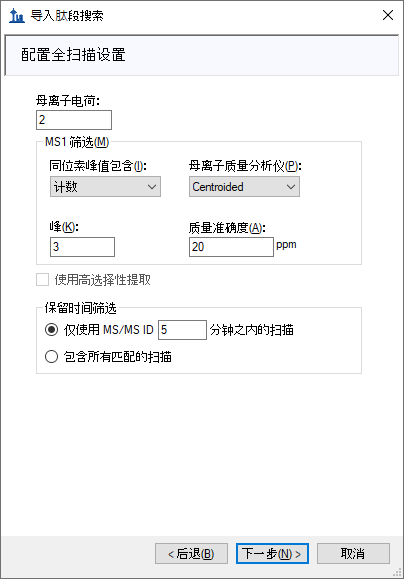 导入肽段搜索
配置全扫描设置
母离子电荷:
2
MS1 筛选(M)
同位素峰值包含(I): 母离子质量分析仪(P):
计数 Centroided
峰(K): 质量准确度(A):
3 20 ppm
使用高选择性提取
保留时间筛选
仅使用 MS/MS ID 5 分钟之内的扫描
包含所有匹配的扫描
< 后退(B) 下一步(N) > 取消